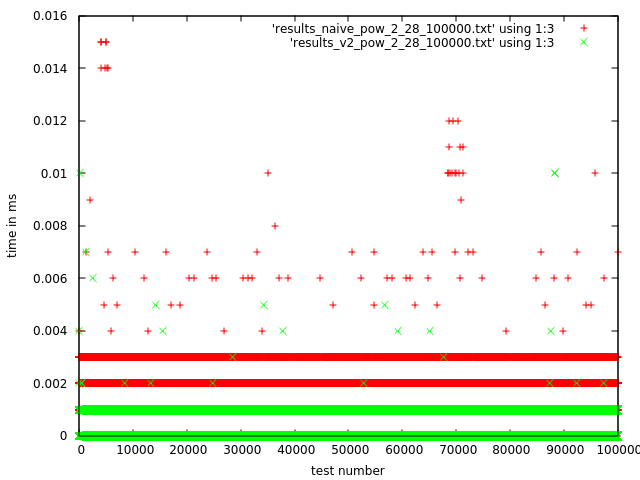 0.016
'results_naive_pow_2_28_100000.txt' using 1:3
'results_v2_pow_2_28_100000.txt' using 1:3
0.014
0.012
0.01
0.008
0.006
0.004
0.002
0
time in ms
0 10000 20000 30000 40000 50000 60000 70000 80000 90000 100000
test number